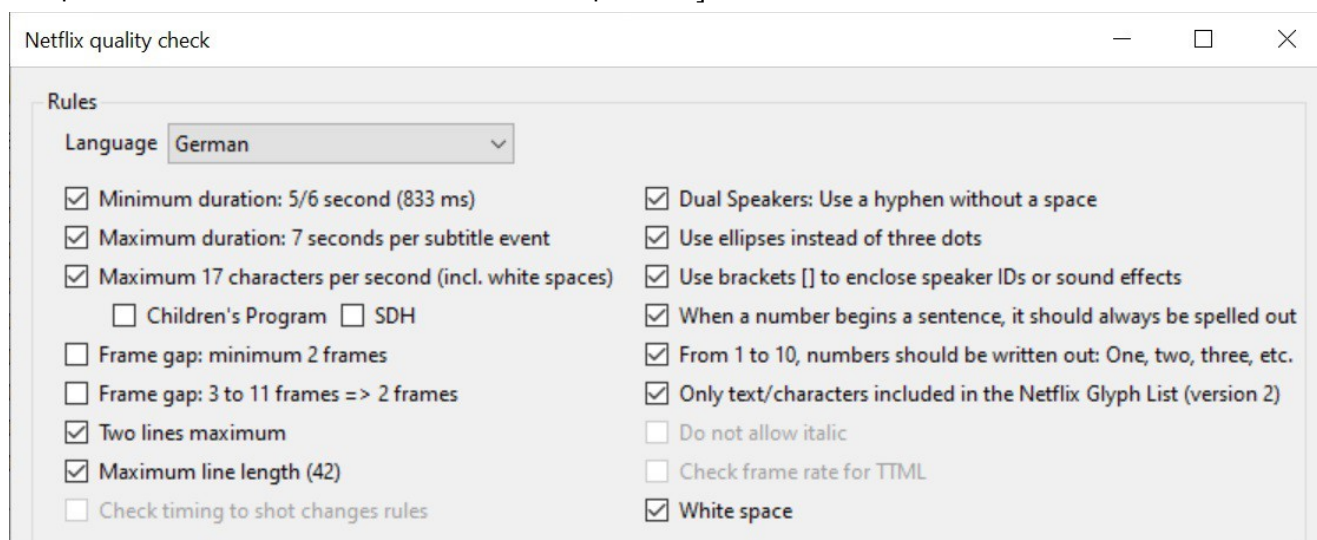 Netflix quality check
Rules
Language German
Minimum duration: 5/6 second (833 ms)
Maximum duration: 7 seconds per subtitle event
Maximum 17 characters per second (incl. white spaces)
Children's Program SDH
Frame gap: minimum 2 frames
Frame gap: 3 to 11 frames => 2 frames
Two lines maximum
Maximum line length (42)
Check timing to shot changes rules
Dual Speakers: Use a hyphen without a space
Use ellipses instead of three dots
Use brackets [] to enclose speaker IDs or sound effects
When a number begins a sentence, it should always be spelled out
From 1 to 10, numbers should be written out: One, two, three, etc.
Only text/characters included in the Netflix Glyph List (version 2)
Do not allow italic
Check frame rate for TTML
White space